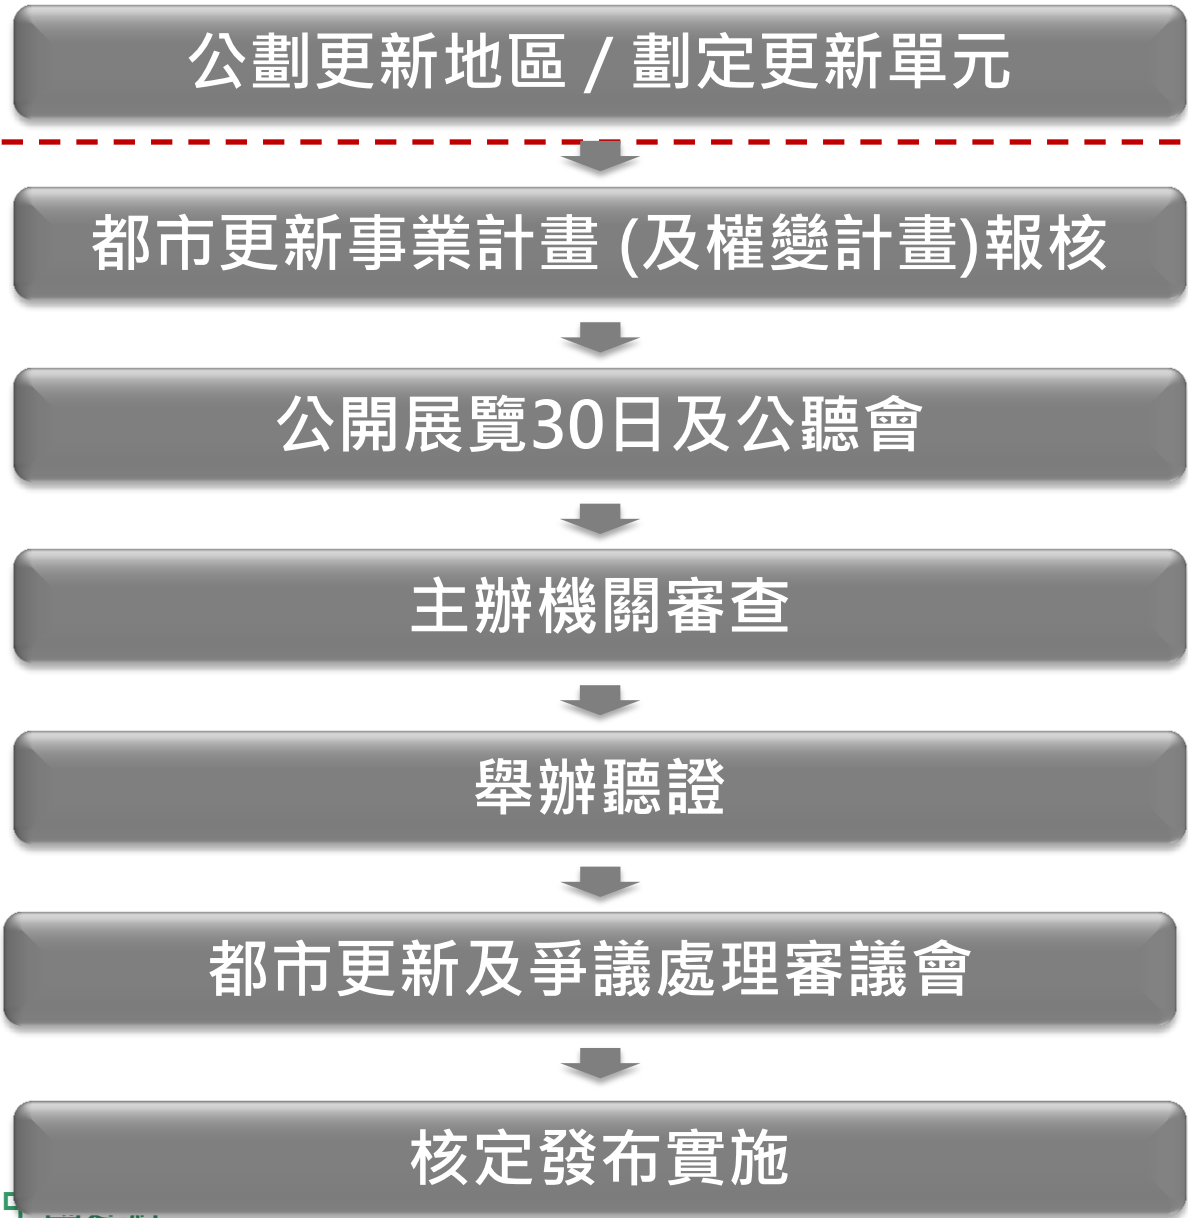 公劃更新地區 / 劃定更新單元
都市更新事業計畫 (及權變計畫)報核
公開展覽30日及公聽會
主辦機關審查
舉辦聽證
都市更新及爭議處理審議會
核定發布實施